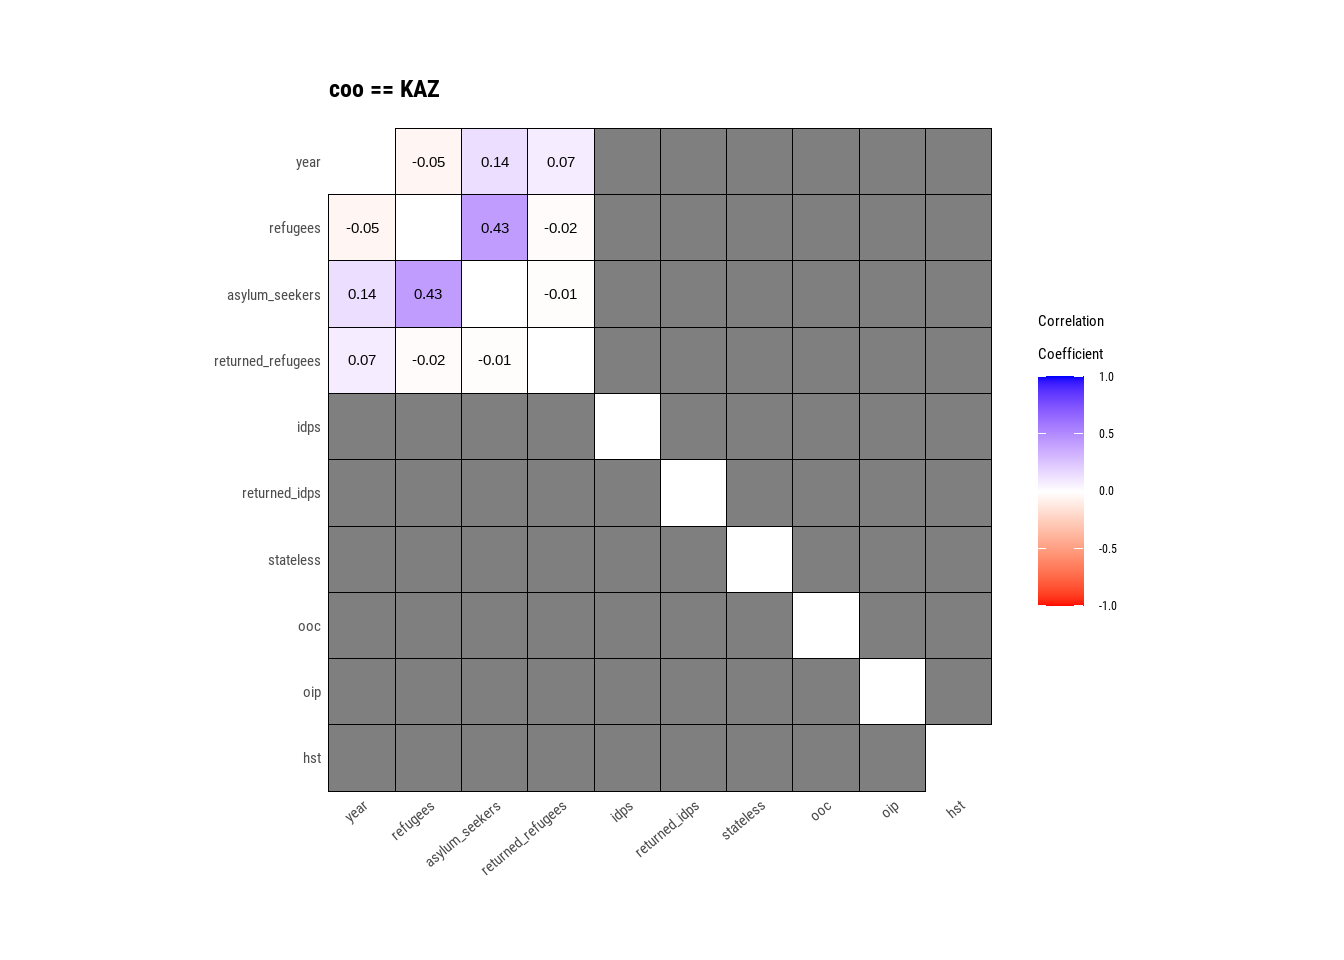 coo == KAZ
year -0.05 0.14 0.07
refugees -0.05 0.43 -0.02
asylum_seekers 0.14 0.43 -0.01
returned_refugees 0.07 -0.02 -0.01
idps
returned_idps
stateless
ooc
oip
hst
year refugees asylum_seekers returned_refugees idps returned_idps stateless ooc oip hst
Correlation
Coefficient
1.0
0.5
0.0
-0.5
-1.0